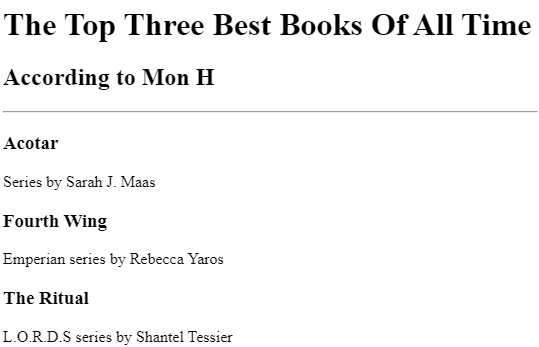 The Top Three Best Books Of All Time
According to Mon H
Acotar
Series by Sarah J. Maas
Fourth Wing
Emperian series by Rebecca Yaros
The Ritual
L.O.R.D.S series by Shantel Tessier